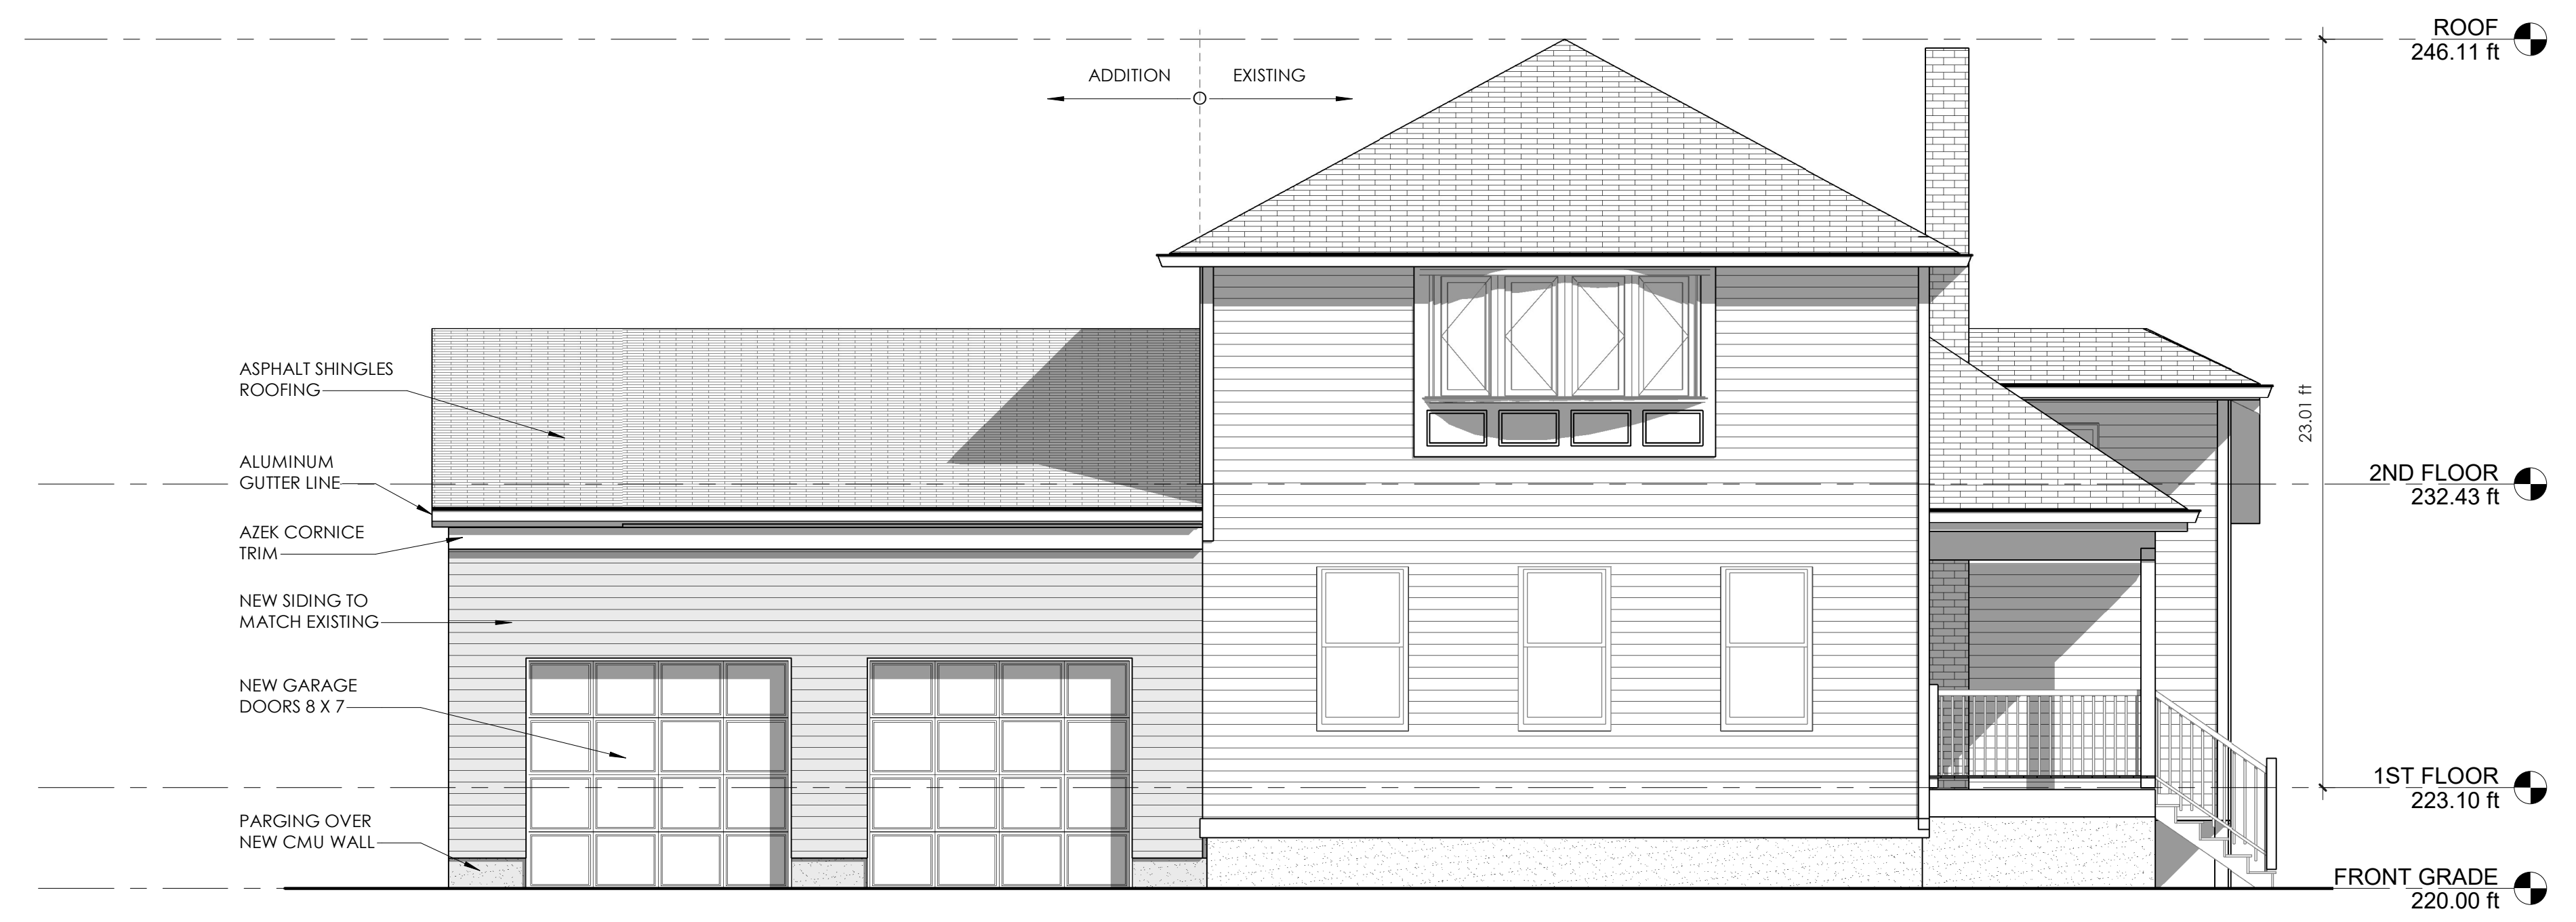 ROOF
246.11 ft
ADDITION
EXISTING
ASPHALT SHINGLES
ROOFING
ALUMINUM
GUTTER LINE
AZEK CORNICE
TRIM
NEW SIDING TO
MATCH EXISTING
NEW GARAGE
DOORS 8 X 7
PARGING OVER
NEW CMU WALL
23.01 ft
2ND FLOOR
232.43 ft
1ST FLOOR
223.10 ft
FRONT GRADE
220.00 ft